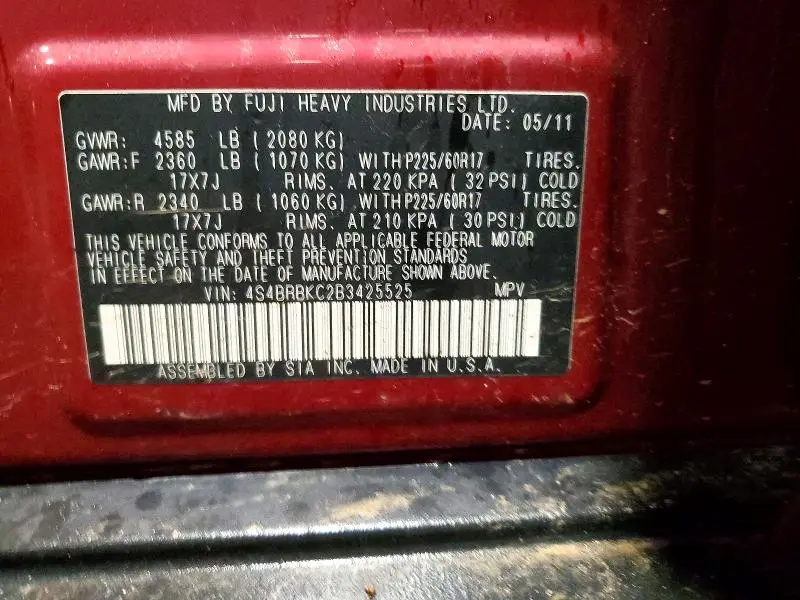 MFD BY FUJI HEAVY INDUSTRIES LTD.
DATE: 05/11
GVWR: 4585 LB (2080 KG)
GAWR:F 2360 LB (1070 KG) WITH P225/60R17 TIRES.
17X7J RIMS. AT 220 KPA (32 PSI) COLD
GAWR:R 2340 LB (1060 KG) WITH P225/60R17 TIRES.
17X7J RIMS. AT 210 KPA (30 PSI) COLD
THIS VEHICLE CONFORMS TO ALL APPLICABLE FEDERAL MOTOR
VEHICLE SAFETY AND THEFT PREVENTION STANDARDS
IN EFFECT ON THE DATE OF MANUFACTURE SHOWN ABOVE.
VIN: 4S4BRBKC2B3425525 MPV
ASSEMBLED BY SIA INC. MADE IN U.S.A.